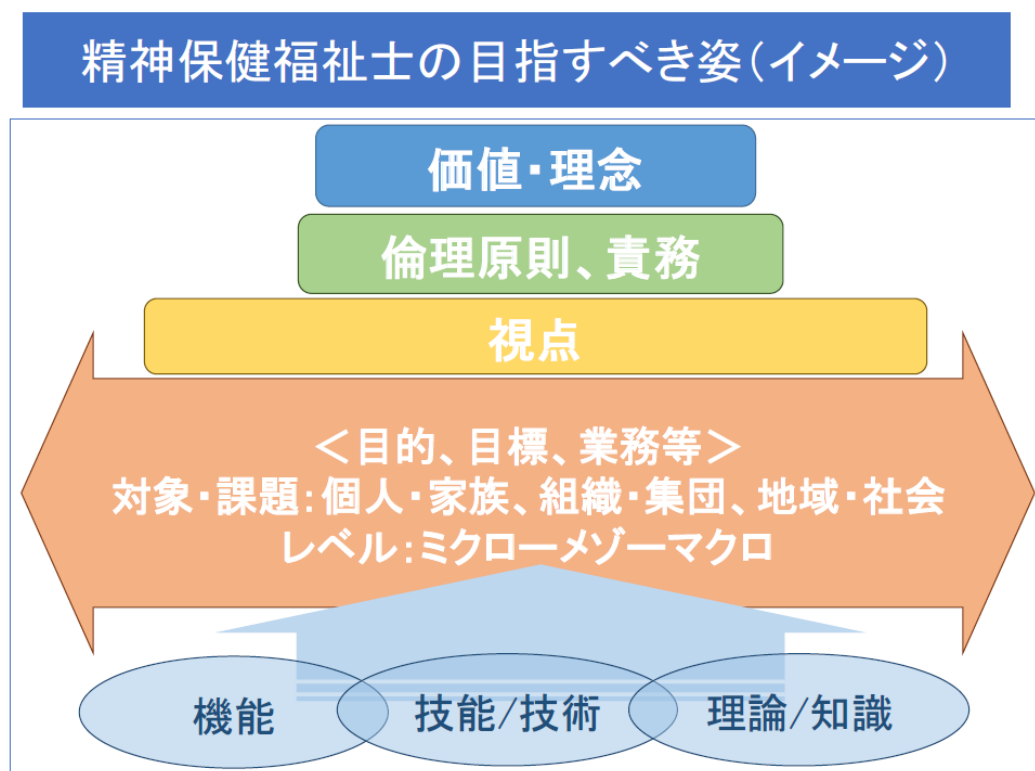 精神保健福祉士の目指すべき姿(イメージ)
価値・理念
倫理原則、責務
視点
<目的、目標、業務等>
対象・課題:個人・家族、組織・集団、地域・社会
レベル:ミクローメゾーマクロ
機能
技能/技術
理論/知識